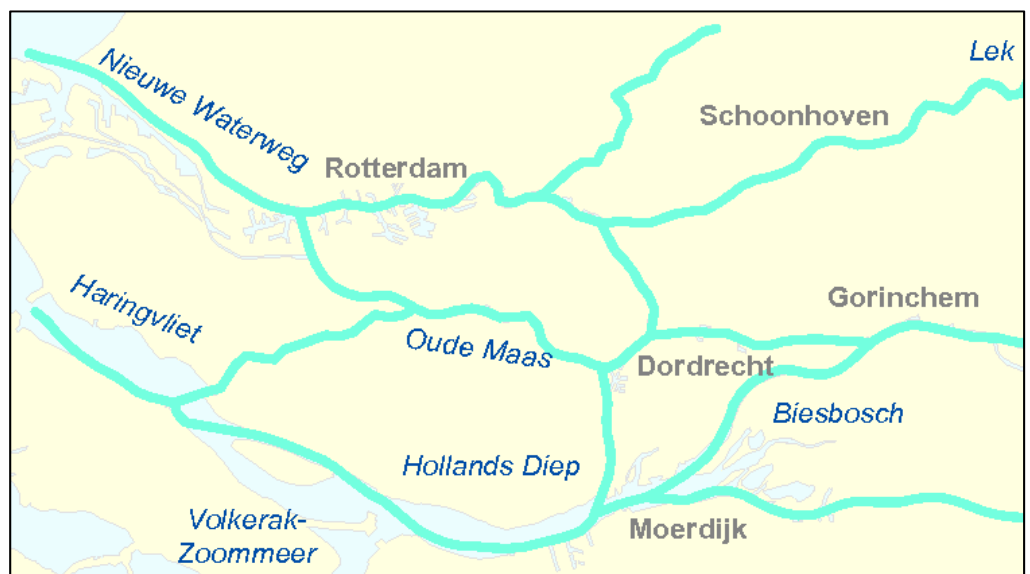 Lek
Nieuwe Waterweg
Schoonhoven
Rotterdam
Haringvliet
Gorinchem
Oude Maas
Dordrecht
Biesbosch
Hollands Diep
Volkerak-
Zoommeer
Moerdijk